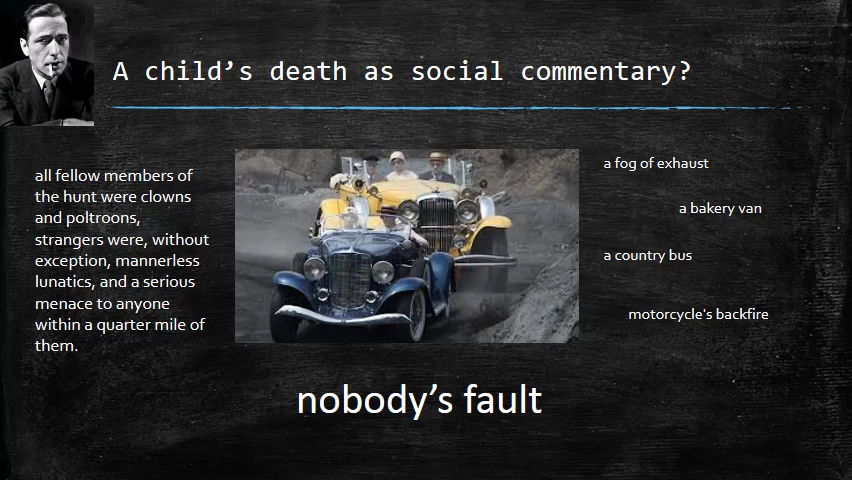 A child’s death as social commentary?
all fellow members of
the hunt were clowns
and poltroons,
strangers were, without
exception, mannerless
lunatics, and a serious
menace to anyone
within a quarter mile of
them.
a fog of exhaust
a bakery van
a country bus
motorcycle's backfire
nobody’s fault